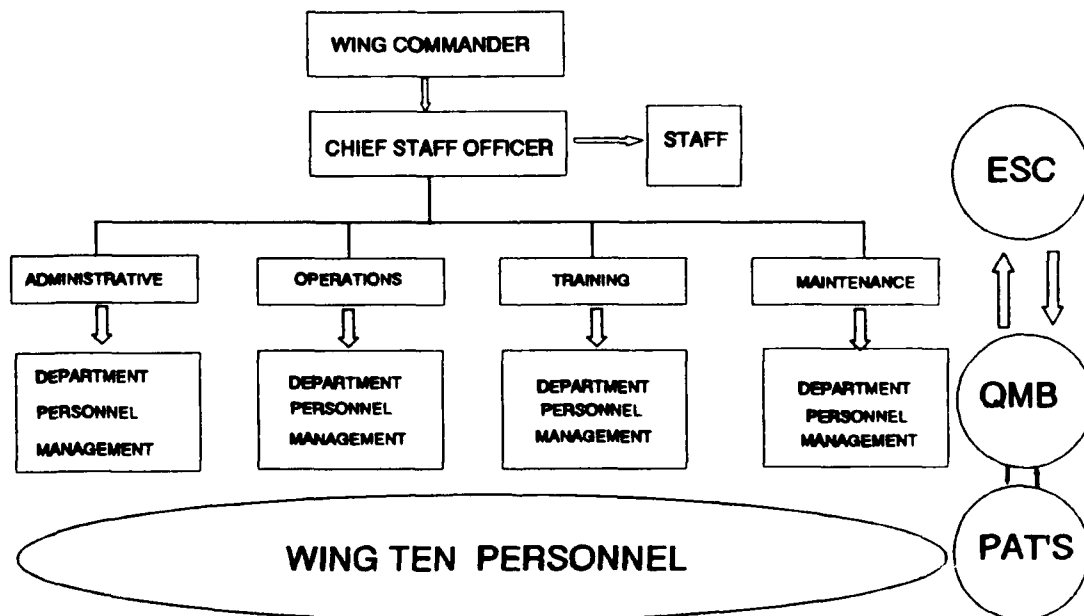 WING COMMANDER
CHIEF STAFF OFFICER
STAFF
ESC
ADMINISTRATIVE
OPERATIONS
TRAINING
MAINTENANCE
DEPARTMENT
PERSONNEL
MANAGEMENT
DEPARTMENT
PERSONNEL
MANAGEMENT
DEPARTMENT
PERSONNEL
MANAGEMENT
DEPARTMENT
PERSONNEL
MANAGEMENT
QMB
WING TEN PERSONNEL
PAT'S